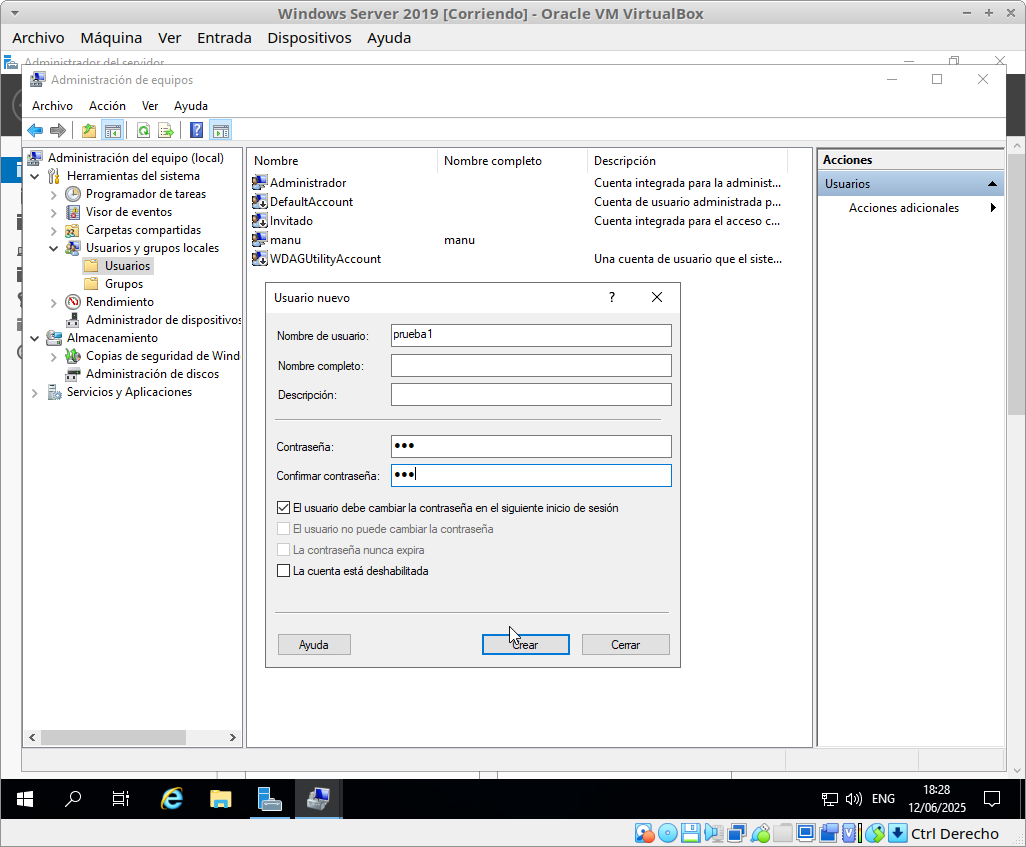 Windows Server 2019 [Corriendo] - Oracle VM VirtualBox
Archivo Máquina Ver Entrada Dispositivos Ayuda
Administrador del servidor
Administración de equipos
Archivo Acción Ver Ayuda
Administración del equipo (local)
Herramientas del sistema
Programador de tareas
Visor de eventos
Carpetas compartidas
Usuarios y grupos locales
Usuarios
Grupos
Rendimiento
Administrador de dispositivos
Almacenamiento
Copias de seguridad de Wind
Administración de discos
Servicios y Aplicaciones
Nombre Nombre completo Descripción
Administrador Cuenta integrada para la administ...
DefaultAccount Cuenta de usuario administrada p...
Invitado Cuenta integrada para el acceso c...
manu manu
WDAGUtilityAccount Una cuenta de usuario que el siste...
Acciones
Usuarios
Acciones adicionales
Usuario nuevo ?
Nombre de usuario: prueba1
Nombre completo:
Descripción:
Contraseña: •••
Confirmar contraseña: •••
El usuario debe cambiar la contraseña en el siguiente inicio de sesión
El usuario no puede cambiar la contraseña
La contraseña nunca expira
La cuenta está deshabilitada
Ayuda Crear Cerrar
ENG 18:28
12/06/2025
Ctrl Derecho